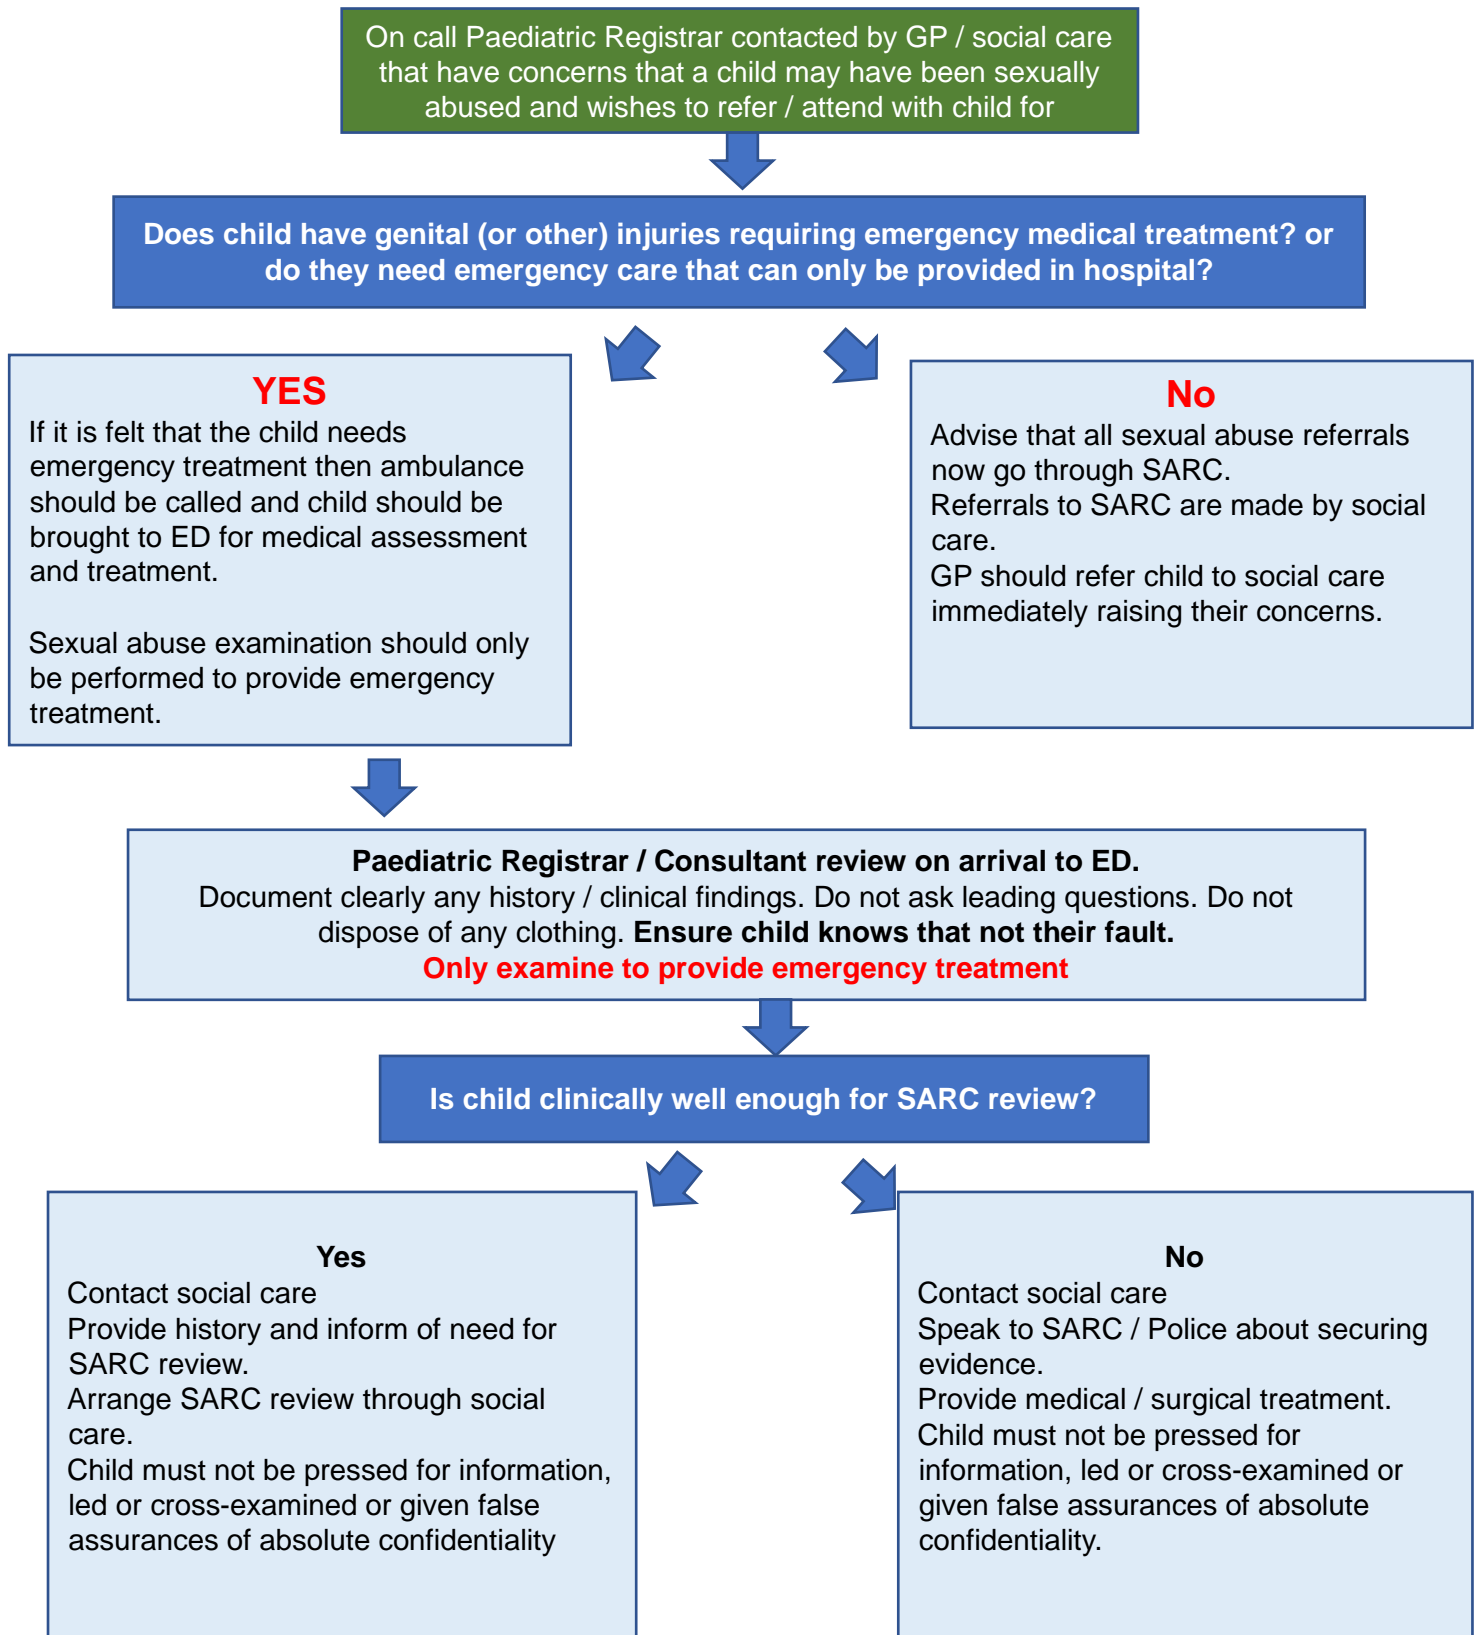 On call Paediatric Registrar contacted by GP / social care
that have concerns that a child may have been sexually
abused and wishes to refer / attend with child for
Does child have genital (or other) injuries requiring emergency medical treatment? or
do they need emergency care that can only be provided in hospital?
YES
If it is felt that the child needs
emergency treatment then ambulance
should be called and child should be
brought to ED for medical assessment
and treatment.
Sexual abuse examination should only
be performed to provide emergency
treatment.
No
Advise that all sexual abuse referrals
now go through SARC.
Referrals to SARC are made by social
care.
GP should refer child to social care
immediately raising their concerns.
Paediatric Registrar / Consultant review on arrival to ED.
Document clearly any history / clinical findings. Do not ask leading questions. Do not
dispose of any clothing. Ensure child knows that not their fault.
Only examine to provide emergency treatment
Is child clinically well enough for SARC review?
Yes
Contact social care
Provide history and inform of need for
SARC review.
Arrange SARC review through social
care.
Child must not be pressed for information,
led or cross-examined or given false
assurances of absolute confidentiality
No
Contact social care
Speak to SARC / Police about securing
evidence.
Provide medical / surgical treatment.
Child must not be pressed for
information, led or cross-examined or
given false assurances of absolute
confidentiality.